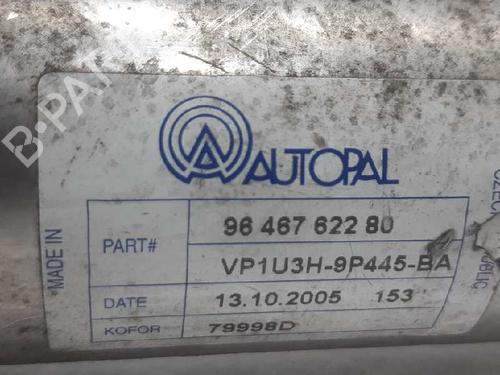 AUTOPAL
MADE IN
PART# 96 467 622 80
VP1U3H-9P445-BA
DATE 13.10.2005 153
KOFOR 79998D
B-PA